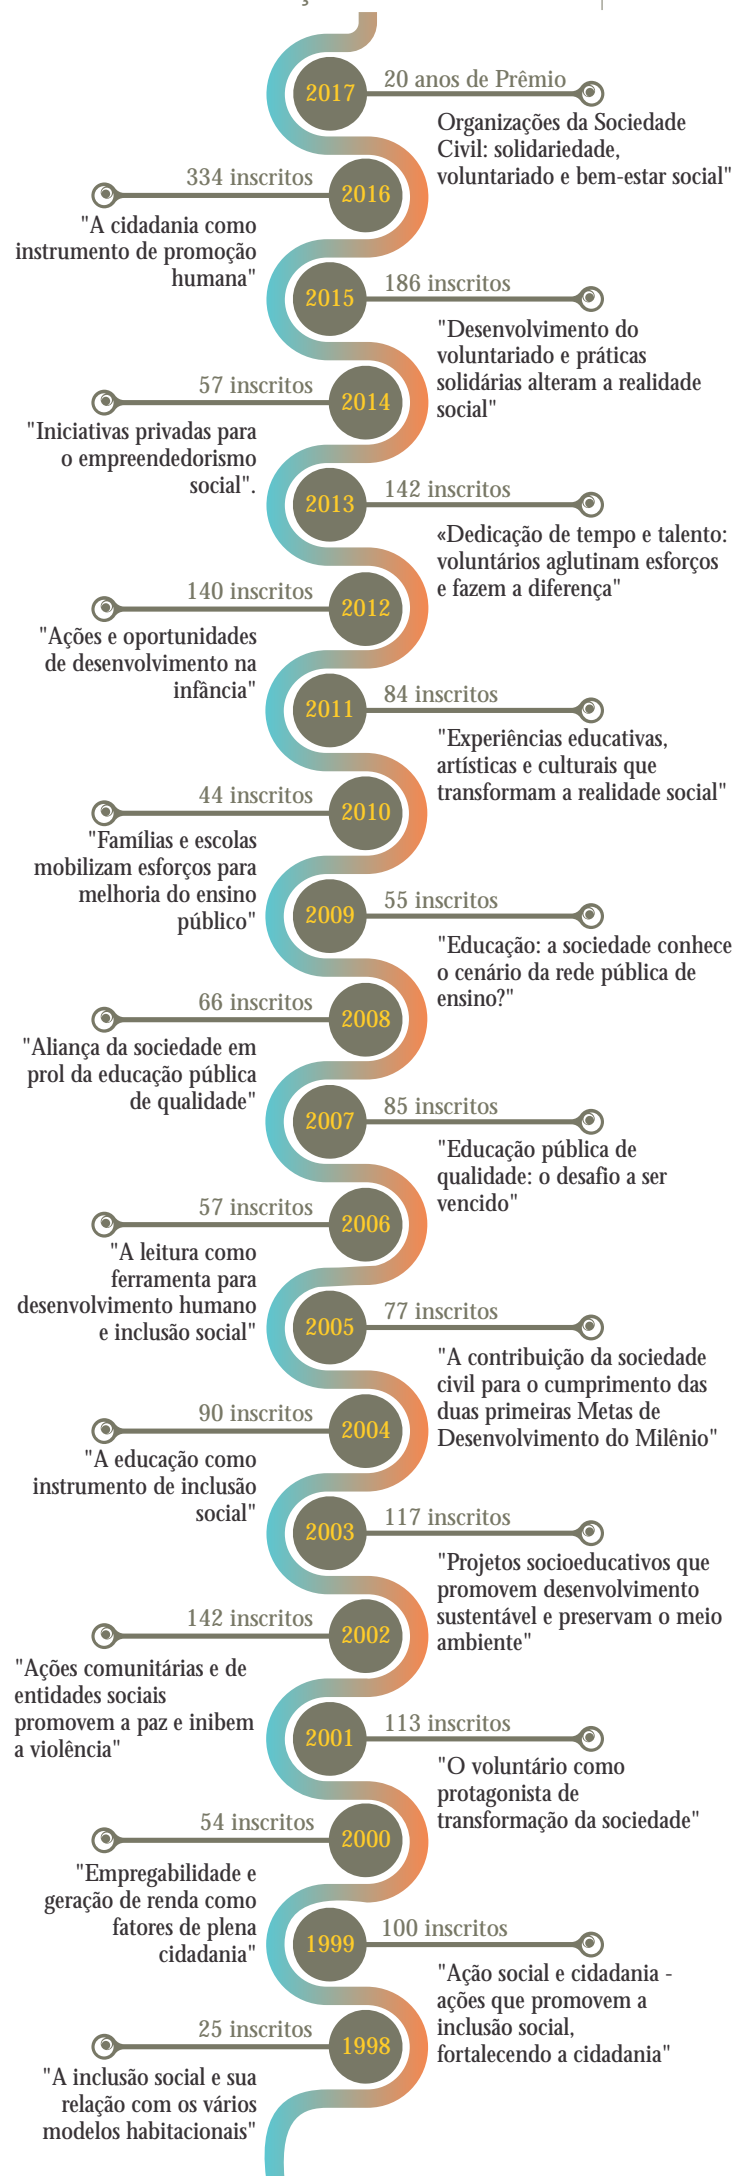 2017
20 anos de Prêmio
Organizações da Sociedade
Civil: solidariedade,
voluntariado e bem-estar social"
334 inscritos
2016
"A cidadania como
instrumento de promoção
humana"
2015
186 inscritos
"Desenvolvimento do
voluntariado e práticas
solidárias alteram a realidade
social"
57 inscritos
2014
"Iniciativas privadas para
o empreendedorismo
social".
2013
142 inscritos
«Dedicação de tempo e talento:
voluntários aglutinam esforços
e fazem a diferença"
140 inscritos
2012
"Ações e oportunidades
de desenvolvimento na
infância"
2011
84 inscritos
"Experiências educativas,
artísticas e culturais que
transformam a realidade social"
44 inscritos
2010
"Famílias e escolas
mobilizam esforços para
melhoria do ensino
público"
2009
55 inscritos
"Educação: a sociedade conhece
o cenário da rede pública de
ensino?"
66 inscritos
2008
"Aliança da sociedade em
prol da educação pública
de qualidade"
2007
85 inscritos
"Educação pública de
qualidade: o desafio a ser
vencido"
57 inscritos
2006
"A leitura como
ferramenta para
desenvolvimento humano
e inclusão social"
2005
77 inscritos
"A contribuição da sociedade
civil para o cumprimento das
duas primeiras Metas de
Desenvolvimento do Milênio"
90 inscritos
2004
"A educação como
instrumento de inclusão
social"
2003
117 inscritos
"Projetos socioeducativos que
promovem desenvolvimento
sustentável e preservam o meio
ambiente"
142 inscritos
2002
"Ações comunitárias e de
entidades sociais
promovem a paz e inibem
a violência"
2001
113 inscritos
"O voluntário como
protagonista de
transformação da sociedade"
54 inscritos
2000
"Empregabilidade e
geração de renda como
fatores de plena
cidadania"
1999
100 inscritos
"Ação social e cidadania -
ações que promovem a
inclusão social,
fortalecendo a cidadania"
25 inscritos
1998
"A inclusão social e sua
relação com os vários
modelos habitacionais"